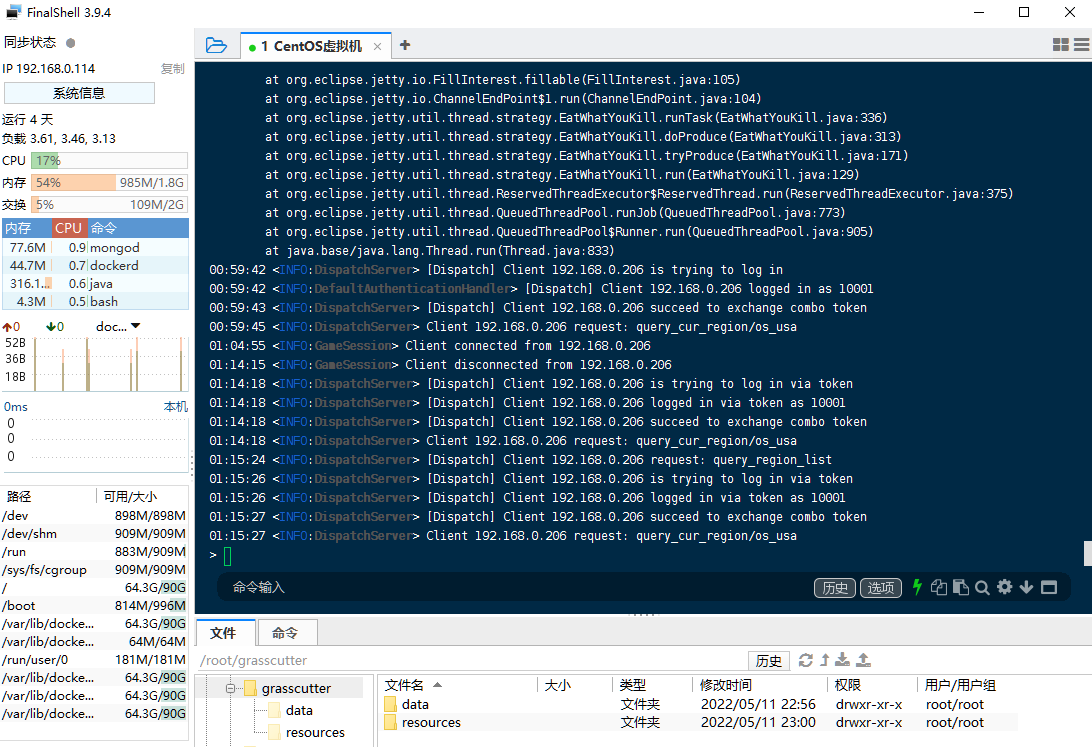 FinalShell 3.9.4
同步状态
IP 192.168.0.114 复制
系统信息
运行 4 天
负载 3.61, 3.46, 3.13
CPU 17%
内存 54% 985M/1.8G
交换 5% 109M/2G
内存 CPU 命令
77.6M 0.9 mongod
44.7M 0.7 dockerd
316.1... 0.6 java
4.3M 0.5 bash
0 0 doc...
52B
36B
18B
0ms 本机
0
0
0
路径 可用/大小
/dev 898M/898M
/dev/shm 909M/909M
/run 883M/909M
/sys/fs/cgroup 909M/909M
/ 64.3G/90G
/boot 814M/996M
/var/lib/docke... 64.3G/90G
/var/lib/docke... 64M/64M
/run/user/0 181M/181M
/var/lib/docke... 64.3G/90G
/var/lib/docke... 64.3G/90G
/var/lib/docke... 64.3G/90G
1 CentOS虚拟机
at org.eclipse.jetty.io.FillInterest.fillable(FillInterest.java:105)
at org.eclipse.jetty.io.ChannelEndPoint$1.run(ChannelEndPoint.java:104)
at org.eclipse.jetty.util.thread.strategy.EatWhatYouKill.runTask(EatWhatYouKill.java:336)
at org.eclipse.jetty.util.thread.strategy.EatWhatYouKill.doProduce(EatWhatYouKill.java:313)
at org.eclipse.jetty.util.thread.strategy.EatWhatYouKill.tryProduce(EatWhatYouKill.java:171)
at org.eclipse.jetty.util.thread.strategy.EatWhatYouKill.run(EatWhatYouKill.java:129)
at org.eclipse.jetty.util.thread.ReservedThreadExecutor$ReservedThread.run(ReservedThreadExecutor.java:375)
at org.eclipse.jetty.util.thread.QueuedThreadPool.runJob(QueuedThreadPool.java:773)
at org.eclipse.jetty.util.thread.QueuedThreadPool$Runner.run(QueuedThreadPool.java:905)
at java.base/java.lang.Thread.run(Thread.java:833)
00:59:42 <INFO:DispatchServer> [Dispatch] Client 192.168.0.206 is trying to log in
00:59:42 <INFO:DefaultAuthenticationHandler> [Dispatch] Client 192.168.0.206 logged in as 10001
00:59:43 <INFO:DispatchServer> [Dispatch] Client 192.168.0.206 succeed to exchange combo token
00:59:45 <INFO:DispatchServer> Client 192.168.0.206 request: query_cur_region/os_usa
01:04:55 <INFO:GameSession> Client connected from 192.168.0.206
01:14:15 <INFO:GameSession> Client disconnected from 192.168.0.206
01:14:18 <INFO:DispatchServer> [Dispatch] Client 192.168.0.206 is trying to log in via token
01:14:18 <INFO:DispatchServer> [Dispatch] Client 192.168.0.206 logged in via token as 10001
01:14:18 <INFO:DispatchServer> [Dispatch] Client 192.168.0.206 succeed to exchange combo token
01:14:18 <INFO:DispatchServer> Client 192.168.0.206 request: query_cur_region/os_usa
01:15:24 <INFO:DispatchServer> [Dispatch] Client 192.168.0.206 request: query_region_list
01:15:26 <INFO:DispatchServer> [Dispatch] Client 192.168.0.206 is trying to log in via token
01:15:26 <INFO:DispatchServer> [Dispatch] Client 192.168.0.206 logged in via token as 10001
01:15:27 <INFO:DispatchServer> [Dispatch] Client 192.168.0.206 succeed to exchange combo token
01:15:27 <INFO:DispatchServer> Client 192.168.0.206 request: query_cur_region/os_usa
>
命令输入 历史 选项
文件 命令
/root/grasscutter 历史
grasscutter
data
resources
文件名 大小 类型 修改时间 权限 用户/用户组
data 文件夹 2022/05/11 22:56 drwxr-xr-x root/root
resources 文件夹 2022/05/11 23:00 drwxr-xr-x root/root